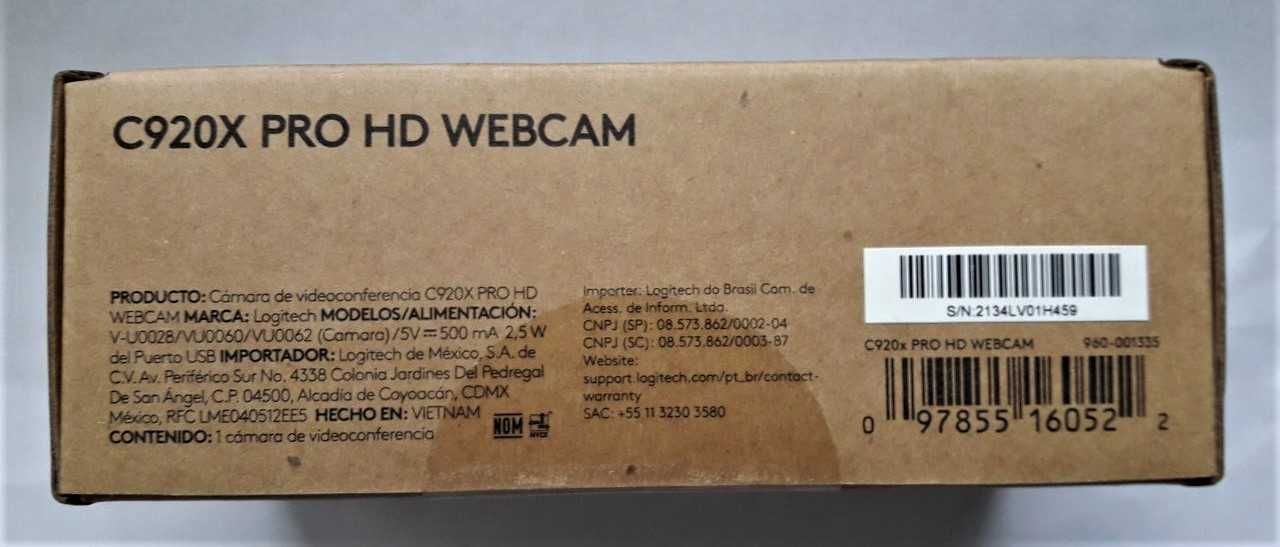 C920X PRO HD WEBCAM
PRODUCTO: Cámara de videoconferencia C920X PRO HD
WEBCAM MARCA: Logitech MODELOS/ALIMENTACIÓN:
V-U0028/VU0060/VU0062 (Camara)/5V⎓500 mA 2,5 W
del Puerto USB IMPORTADOR: Logitech de México, S.A. de
C.V. Av. Periférico Sur No. 4338 Colonia Jardines Del Pedregal
De San Ángel, C.P. 04500, Alcadía de Coyoacán, CDMX
México, RFC LME040512EE5 HECHO EN: VIETNAM
CONTENIDO: 1 cámara de videoconferencia
NOM
NYCE
Importer: Logitech do Brasil Com. de
Acess. de Inform. Ltda.
CNPJ (SP): 08.573.862/0002-04
CNPJ (SC): 08.573.862/0003-87
Website:
support.logitech.com/pt_br/contact-
warranty
SAC: +55 11 3230 3580
S/N:2134LV01H459
C920x PRO HD WEBCAM 960-001335
0 97855 16052 2